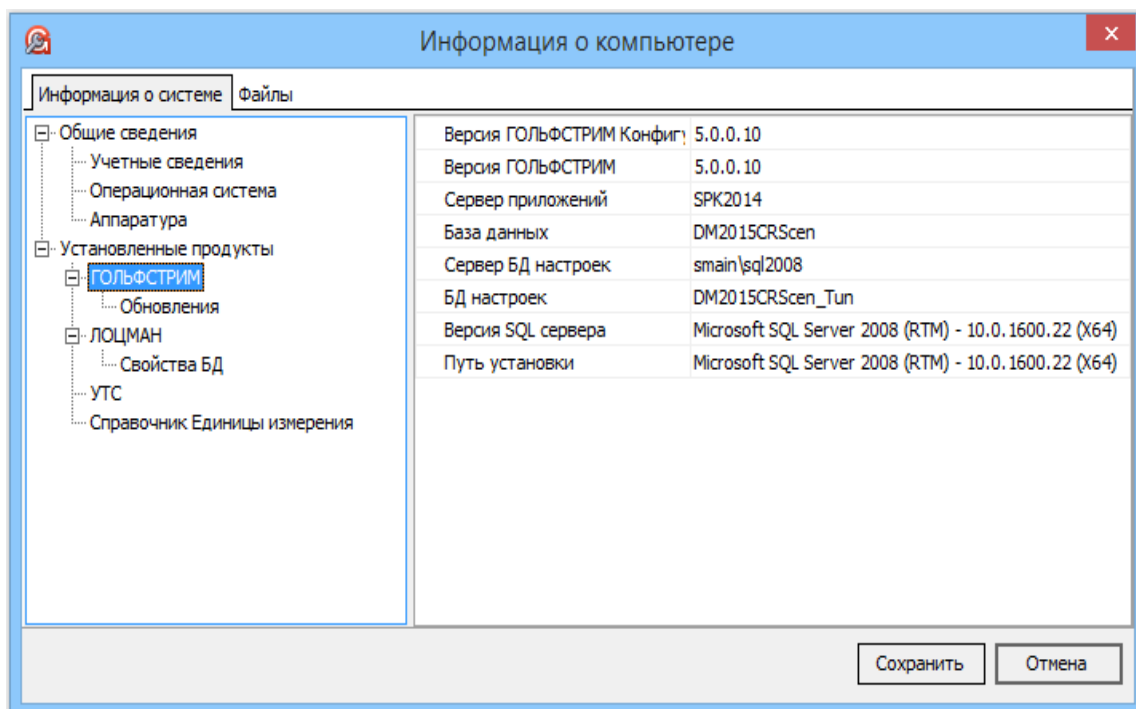 Информация о компьютере
Информация о системе Файлы
Общие сведения
Учетные сведения
Операционная система
Аппаратура
Установленные продукты
ГОЛЬФСТРИМ
Обновления
ЛОЦМАН
Свойства БД
УТС
Справочник Единицы измерения
Версия ГОЛЬФСТРИМ Конфигу 5.0.0.10
Версия ГОЛЬФСТРИМ 5.0.0.10
Сервер приложений SPK2014
База данных DM2015CRScen
Сервер БД настроек smain\sql2008
БД настроек DM2015CRScen_Tun
Версия SQL сервера Microsoft SQL Server 2008 (RTM) - 10.0.1600.22 (X64)
Путь установки Microsoft SQL Server 2008 (RTM) - 10.0.1600.22 (X64)
Сохранить Отмена